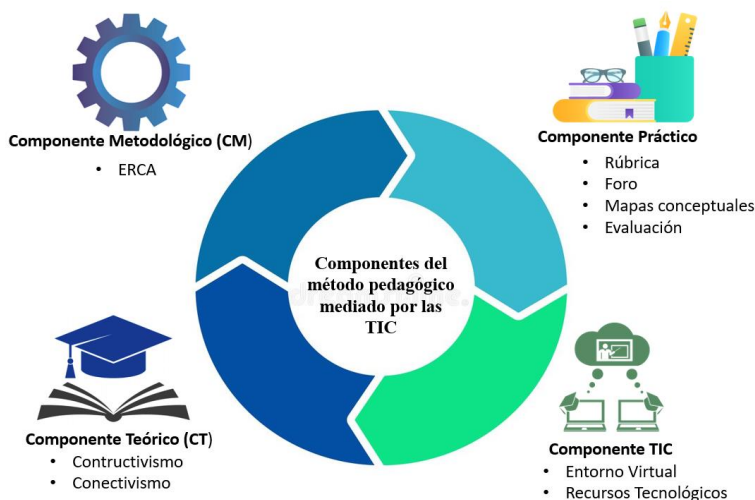 Componente Metodológico (CM)
• ERCA
Componente Práctico
• Rúbrica
• Foro
• Mapas conceptuales
• Evaluación
Componentes del
método pedagógico
mediado por las
TIC
Componente Teórico (CT)
• Contructivismo
• Conectivismo
Componente TIC
• Entorno Virtual
• Recursos Tecnológicos